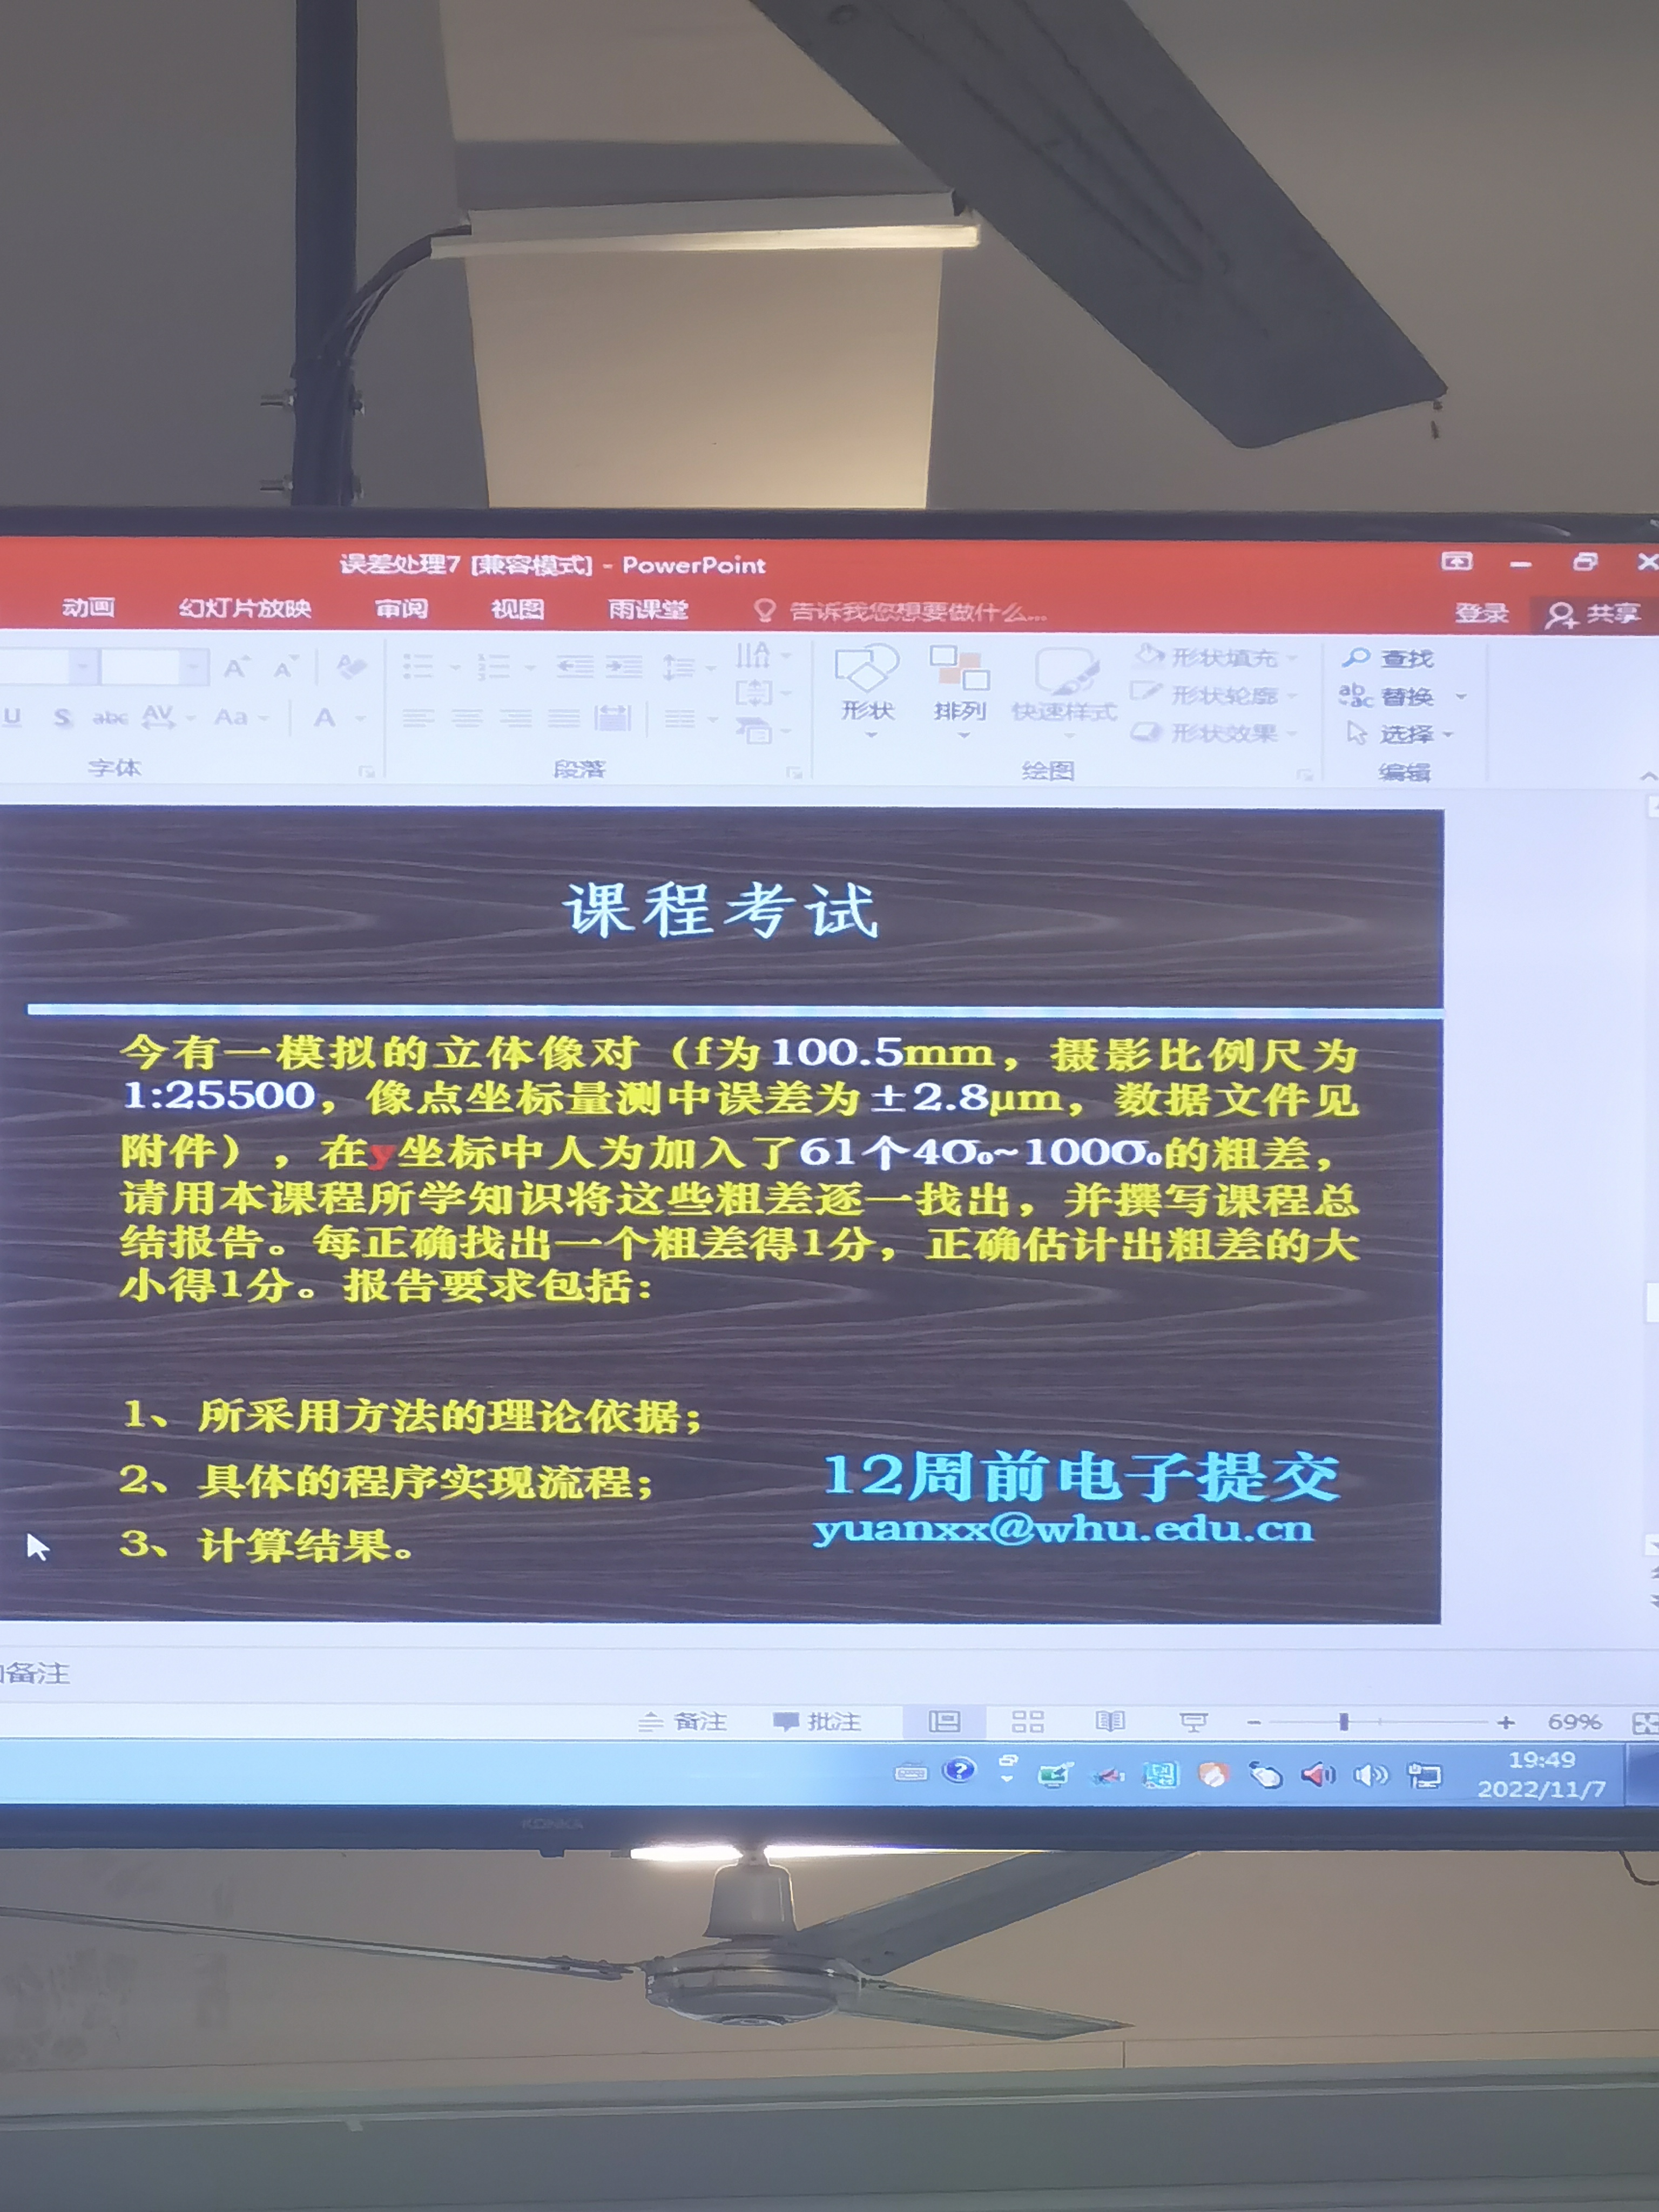 误差处理7 [兼容模式] - PowerPoint
动画 幻灯片放映 审阅 视图 雨课堂 告诉我您想要做什么... 登录 共享
形状填充 查找
U S abc AV Aa A 形状 排列 快速样式 形状轮廓 替换
形状效果 选择
字体 段落 绘图 编辑
课程考试
今有一模拟的立体像对（f为100.5mm，摄影比例尺为
1:25500，像点坐标量测中误差为±2.8μm，数据文件见
附件），在y坐标中人为加入了61个4σ₀~100σ₀的粗差，
请用本课程所学知识将这些粗差逐一找出，并撰写课程总
结报告。每正确找出一个粗差得1分，正确估计出粗差的大
小得1分。报告要求包括：
1、所采用方法的理论依据；
2、具体的程序实现流程；
3、计算结果。
12周前电子提交
yuanxx@whu.edu.cn
备注
备注 批注 69%
19:49
2022/11/7
KONKA